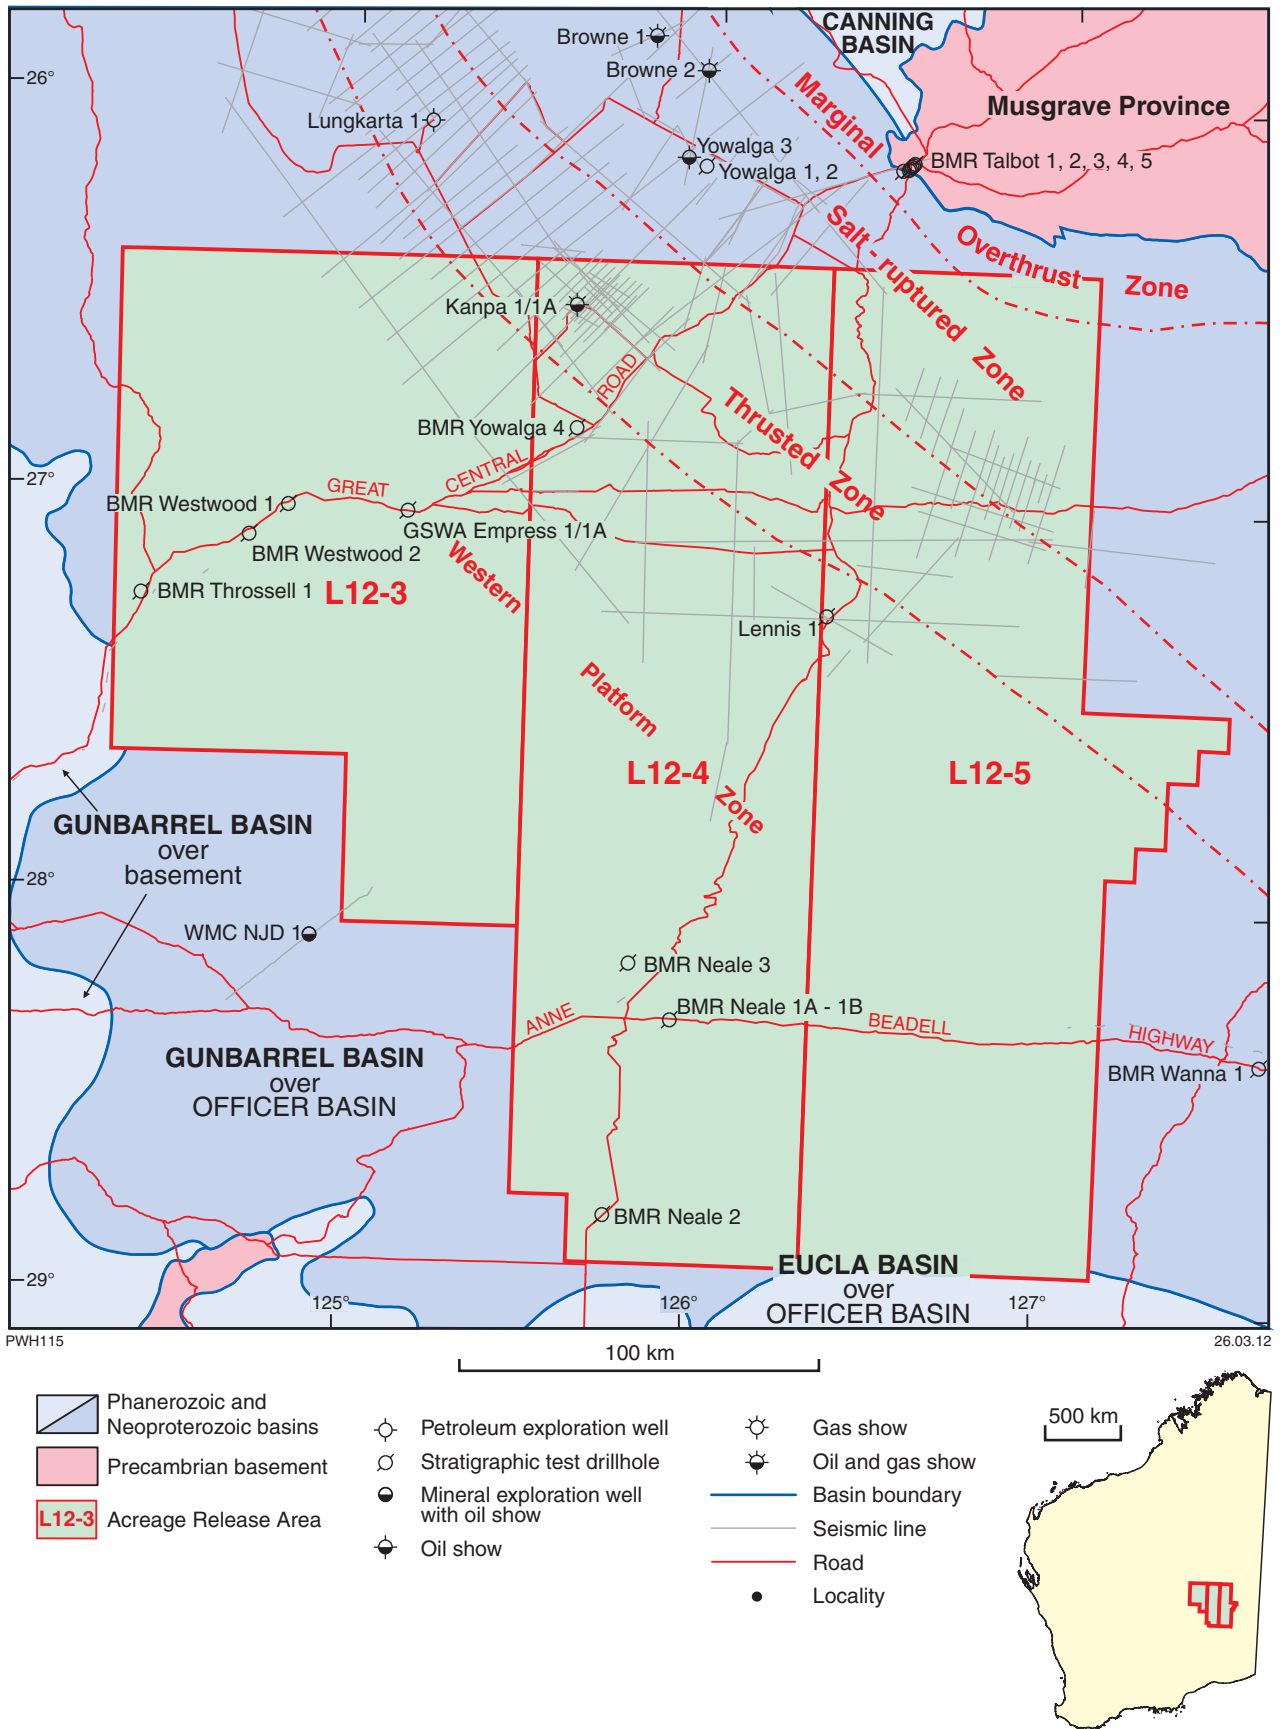 CANNING
BASIN
Browne 1
Browne 2
26°
Marginal
Musgrave Province
Lungkarta 1
Yowalga 3
Yowalga 1, 2
BMR Talbot 1, 2, 3, 4, 5
Salt - ruptured Zone
Overthrust Zone
Kanpa 1/1A
ROAD
Thrusted Zone
BMR Yowalga 4
CENTRAL
27°
GREAT
BMR Westwood 1
GSWA Empress 1/1A
BMR Westwood 2
Western
BMR Throssell 1
L12-3
Lennis 1
Platform
L12-4
L12-5
Zone
GUNBARREL BASIN
over
basement
28°
WMC NJD 1
BMR Neale 3
BMR Neale 1A - 1B
ANNE
BEADELL
HIGHWAY
GUNBARREL BASIN
over
OFFICER BASIN
BMR Wanna 1
BMR Neale 2
EUCLA BASIN
over
OFFICER BASIN
29°
125°
126°
127°
PWH115
26.03.12
100 km
Phanerozoic and
Neoproterozoic basins
Precambrian basement
L12-3
Acreage Release Area
Petroleum exploration well
Stratigraphic test drillhole
Mineral exploration well
with oil show
Oil show
Gas show
Oil and gas show
Basin boundary
Seismic line
Road
Locality
500 km